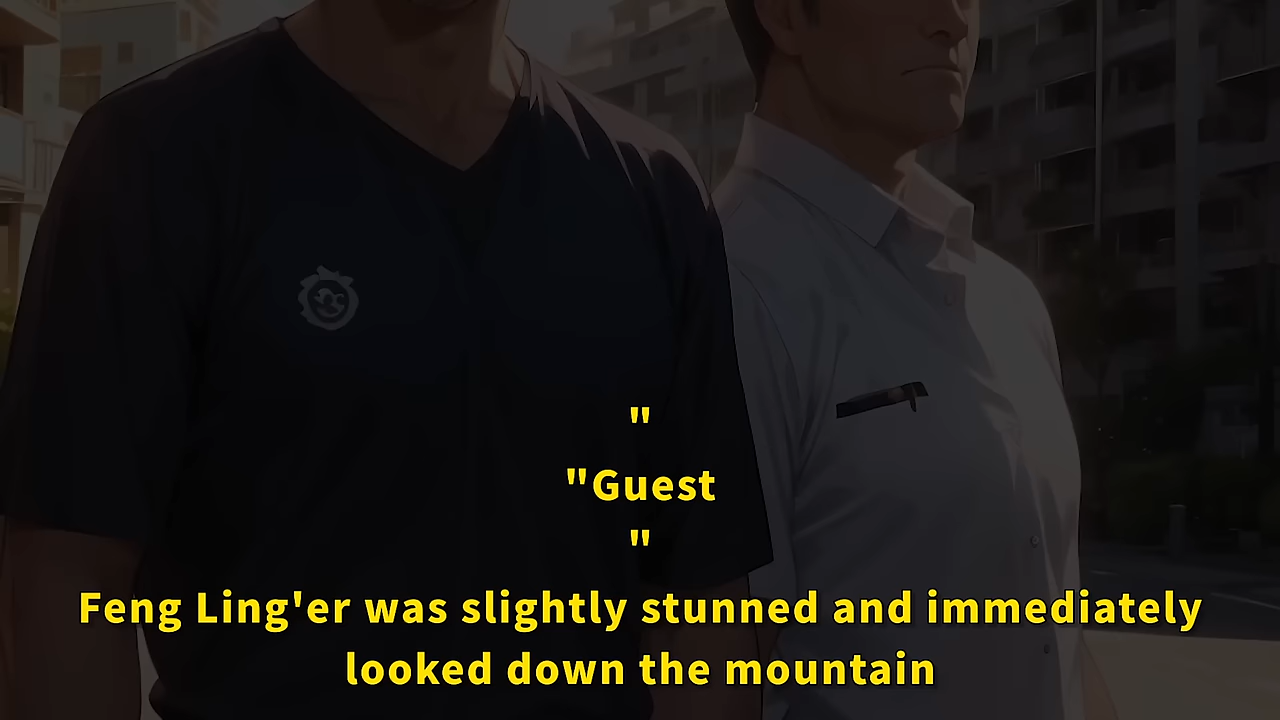 "
"Guest
"
Feng Ling'er was slightly stunned and immediately
looked down the mountain